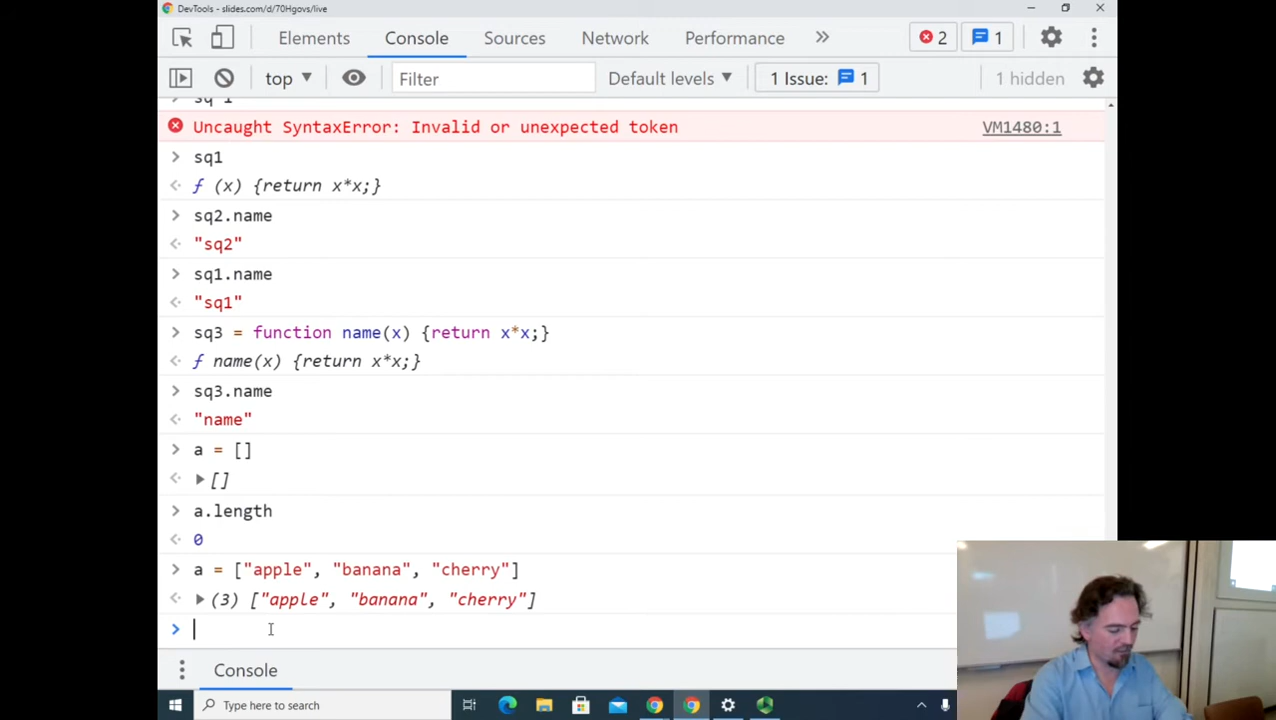 DevTools - slides.com/d/70Hgovs/live
Elements Console Sources Network Performance » 2 1
top Filter Default levels 1 Issue: 1 1 hidden
sq 1
Uncaught SyntaxError: Invalid or unexpected token VM1480:1
> sq1
ƒ (x) {return x*x;}
> sq2.name
"sq2"
> sq1.name
"sq1"
> sq3 = function name(x) {return x*x;}
ƒ name(x) {return x*x;}
> sq3.name
"name"
> a = []
[]
> a.length
0
> a = ["apple", "banana", "cherry"]
(3) ["apple", "banana", "cherry"]
>
Console
Type here to search